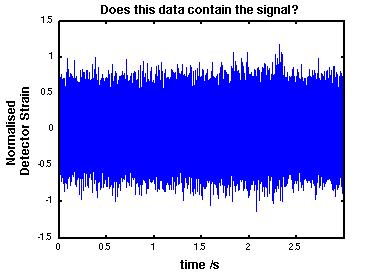 Does this data contain the signal?
1.5
1
0.5
0
-0.5
-1
-1.5
Normalised
Detector Strain
0 0.5 1 1.5 2 2.5
time /s